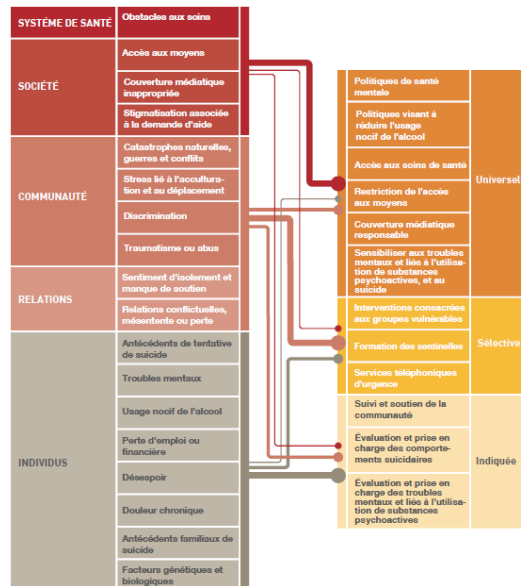 SYSTÈME DE SANTÉ
Obstacles aux soins
SOCIÉTÉ
Accès aux moyens
Couverture médiatique
inappropriée
Stigmatisation associée
à la demande d'aide
COMMUNAUTÉ
Catastrophes naturelles,
guerres et conflits
Stress lié à l'accultura-
tion et au déplacement
Discrimination
Traumatisme ou abus
RELATIONS
Sentiment d'isolement et
manque de soutien
Relations conflictuelles,
mésentente ou perte
INDIVIDUS
Antécédents de tentative
de suicide
Troubles mentaux
Usage nocif de l'alcool
Perte d'emploi ou
financière
Désespoir
Douleur chronique
Antécédents familiaux de
suicide
Facteurs génétiques et
biologiques
Politiques de santé
mentale
Politiques visant à
réduire l'usage
nocif de l'alcool
Accès aux soins de santé
Restriction de l'accès
aux moyens
Couverture médiatique
responsable
Sensibiliser aux troubles
mentaux et liés à l'utilisa-
tion de substances
psychoactives, et au
suicide
Universel
Interventions consacrées
aux groupes vulnérables
Formation des sentinelles
Services téléphoniques
d'urgence
Sélective
Suivi et soutien de la
communauté
Évaluation et prise en
charge des comporte-
ments suicidaires
Évaluation et prise en
charge des troubles
mentaux et liés à l'utilisa-
tion de substances
psychoactives
Indiquée